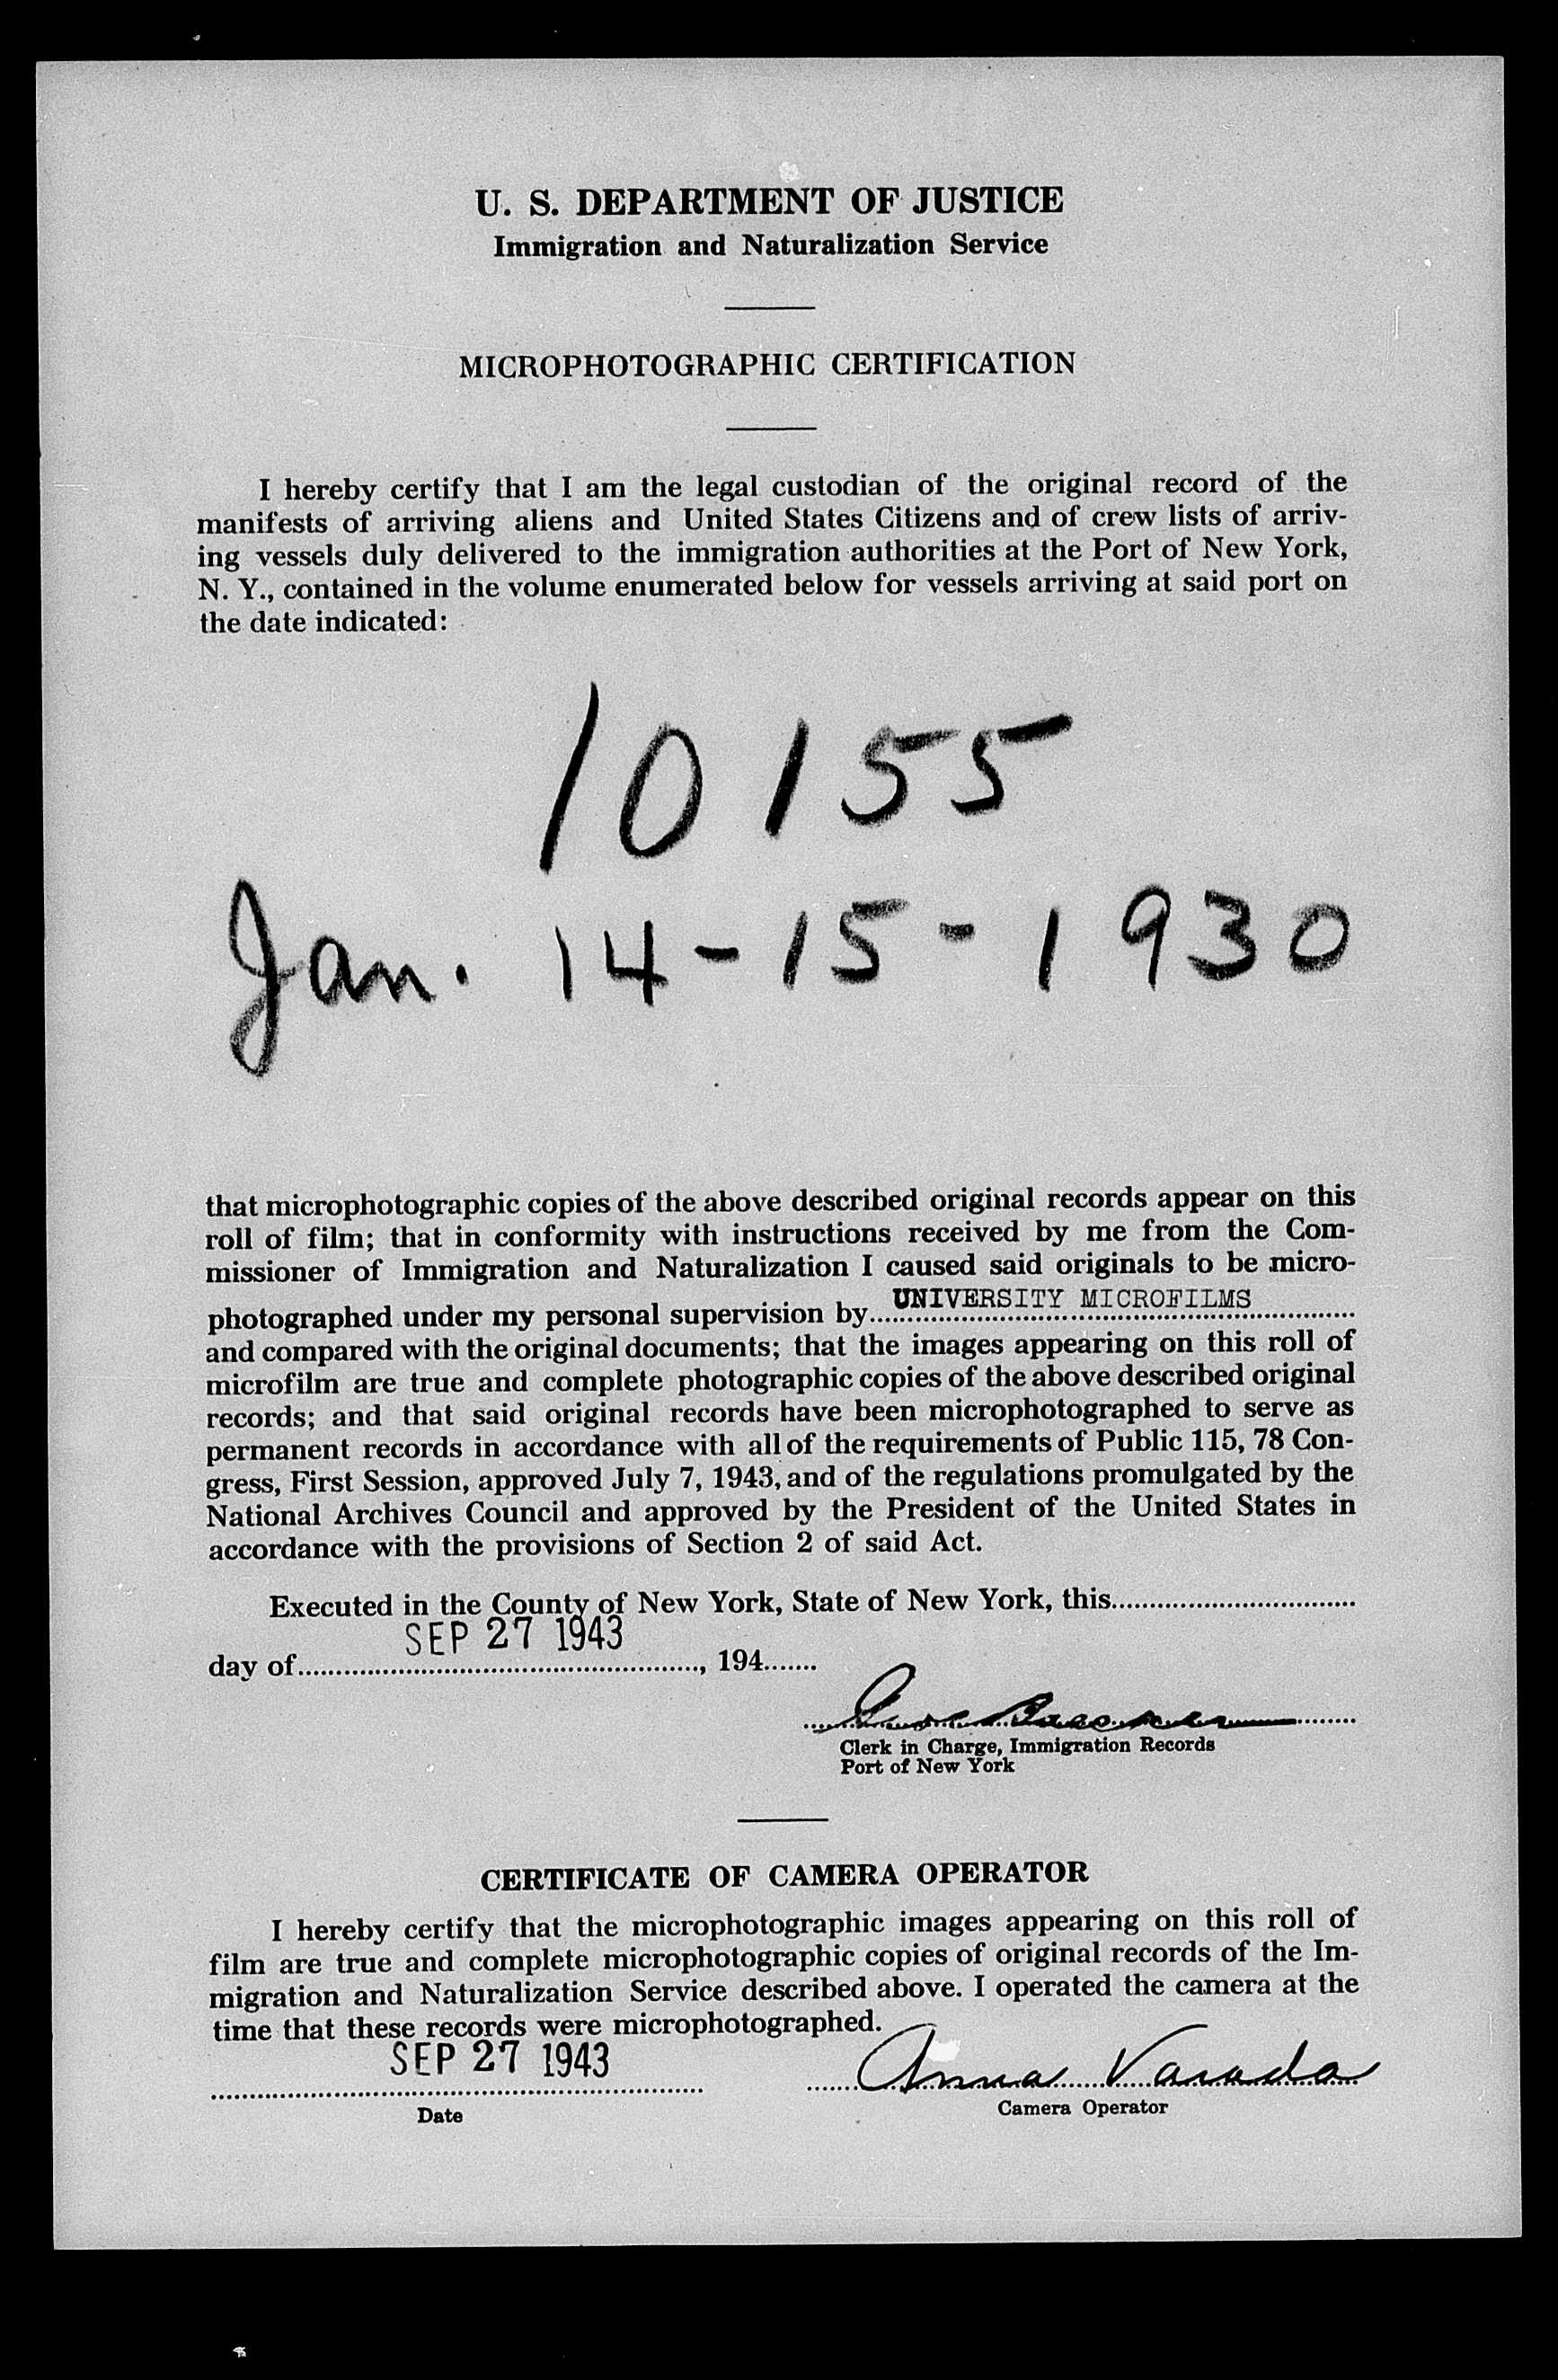 U. S. DEPARTMENT OF JUSTICE
Immigration and Naturalization Service
MICROPHOTOGRAPHIC CERTIFICATION
I hereby certify that I am the legal custodian of the original record of the
manifests of arriving aliens and United States Citizens and of crew lists of arriv-
ing vessels duly delivered to the immigration authorities at the Port of New York,
N. Y., contained in the volume enumerated below for vessels arriving at said port on
the date indicated:
10155
Jan. 14-15-1930
that microphotographic copies of the above described original records appear on this
roll of film; that in conformity with instructions received by me from the Com-
missioner of Immigration and Naturalization I caused said originals to be micro-
photographed under my personal supervision by UNIVERSITY MICROFILMS
and compared with the original documents; that the images appearing on this roll of
microfilm are true and complete photographic copies of the above described original
records; and that said original records have been microphotographed to serve as
permanent records in accordance with all of the requirements of Public 115, 78 Con-
gress, First Session, approved July 7, 1943, and of the regulations promulgated by the
National Archives Council and approved by the President of the United States in
accordance with the provisions of Section 2 of said Act.
Executed in the County of New York, State of New York, this
day of SEP 27 1943, 194
Clerk in Charge, Immigration Records
Port of New York
CERTIFICATE OF CAMERA OPERATOR
I hereby certify that the microphotographic images appearing on this roll of
film are true and complete microphotographic copies of original records of the Im-
migration and Naturalization Service described above. I operated the camera at the
time that these records were microphotographed.
SEP 27 1943 Anna Varada
Date Camera Operator